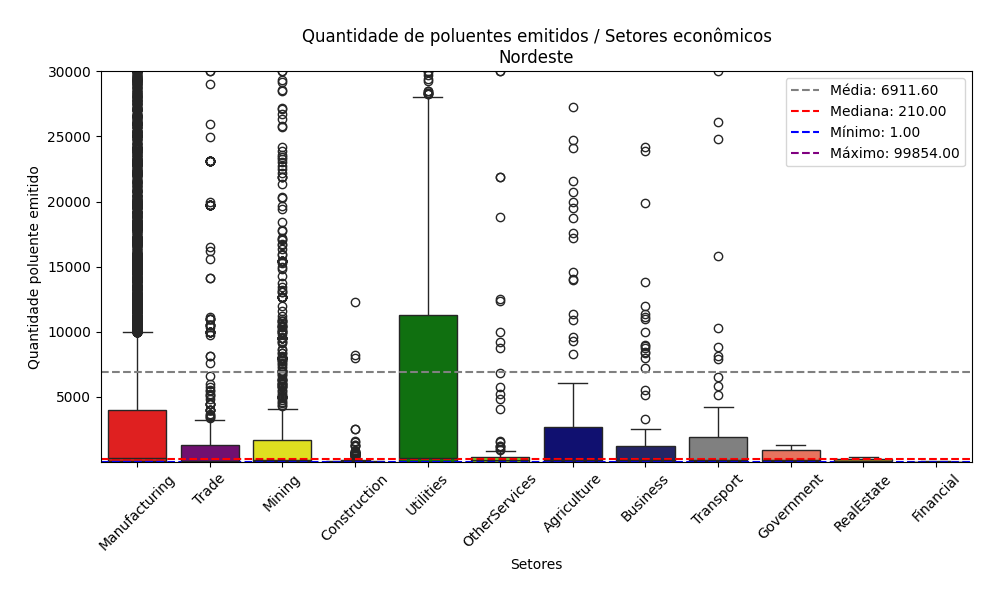 Quantidade de poluentes emitidos / Setores econômicos
Nordeste
Quantidade poluente emitido
30000
25000
20000
15000
10000
5000
Média: 6911.60
Mediana: 210.00
Mínimo: 1.00
Máximo: 99854.00
Manufacturing
Trade
Mining
Construction
Utilities
OtherServices
Agriculture
Business
Transport
Government
RealEstate
Financial
Setores